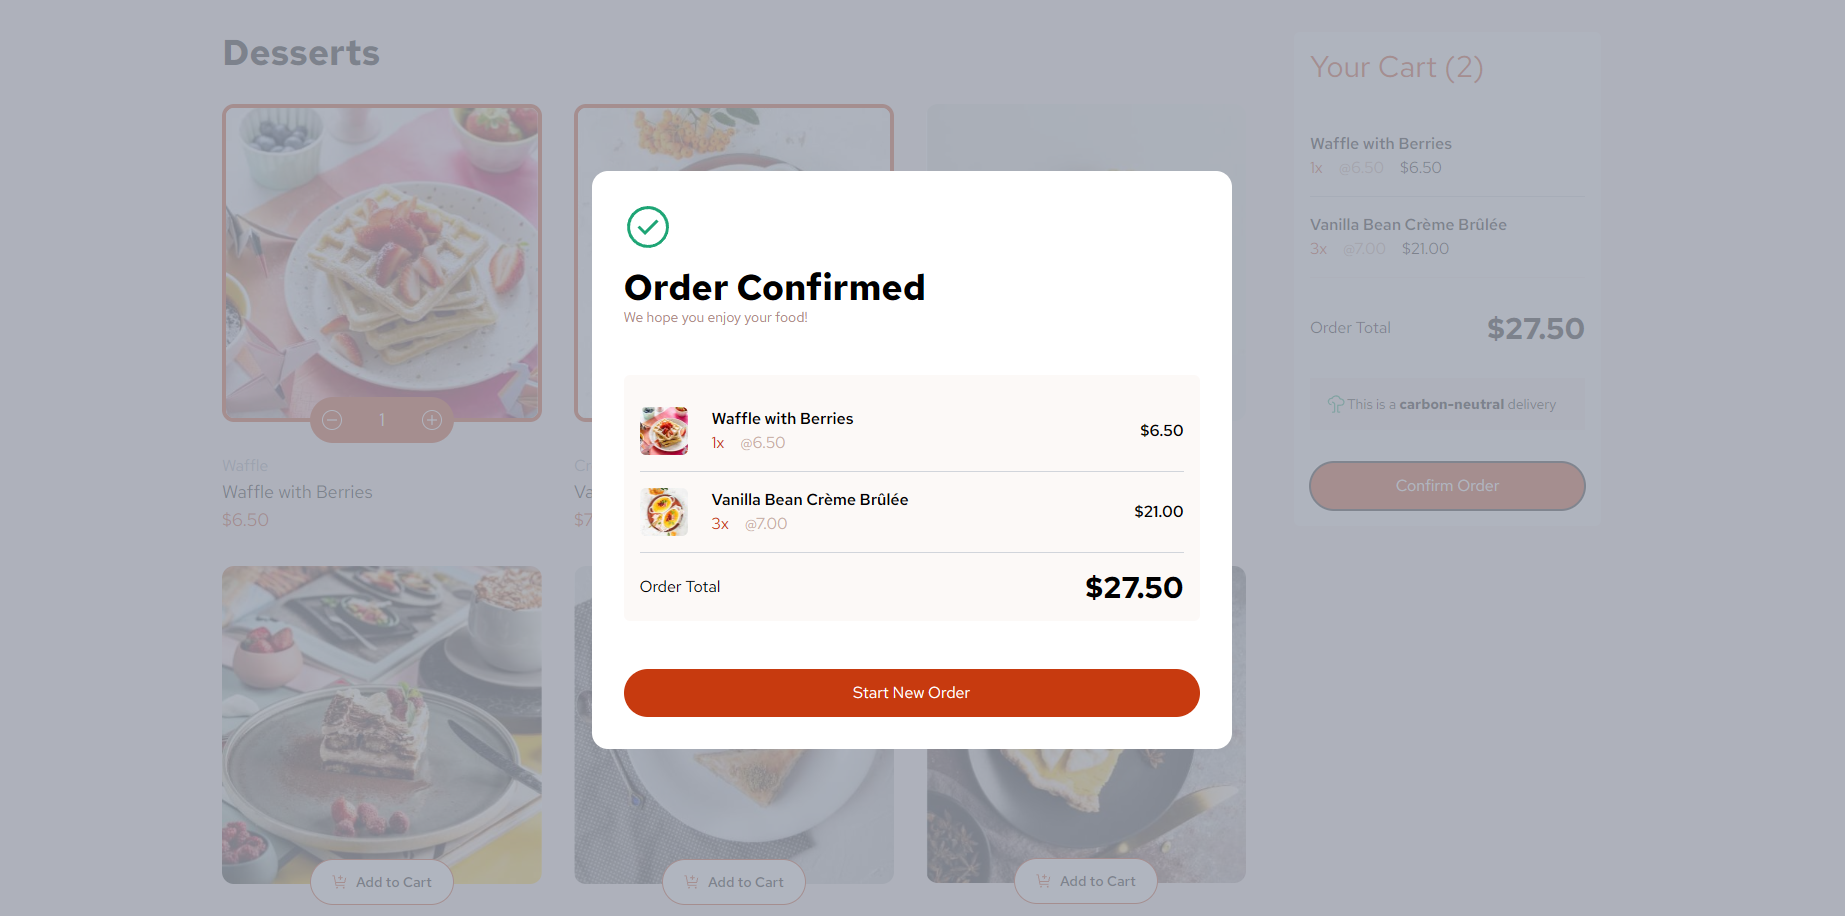 Desserts
1
Waffle
Waffle with Berries
$6.50
Cr
Va
$7
Add to Cart
Add to Cart
Add to Cart
Order Confirmed
We hope you enjoy your food!
Waffle with Berries
1x @6.50
$6.50
Vanilla Bean Crème Brûlée
3x @7.00
$21.00
Order Total
$27.50
Start New Order
Your Cart (2)
Waffle with Berries
1x @6.50 $6.50
Vanilla Bean Crème Brûlée
3x @7.00 $21.00
Order Total
$27.50
This is a carbon-neutral delivery
Confirm Order